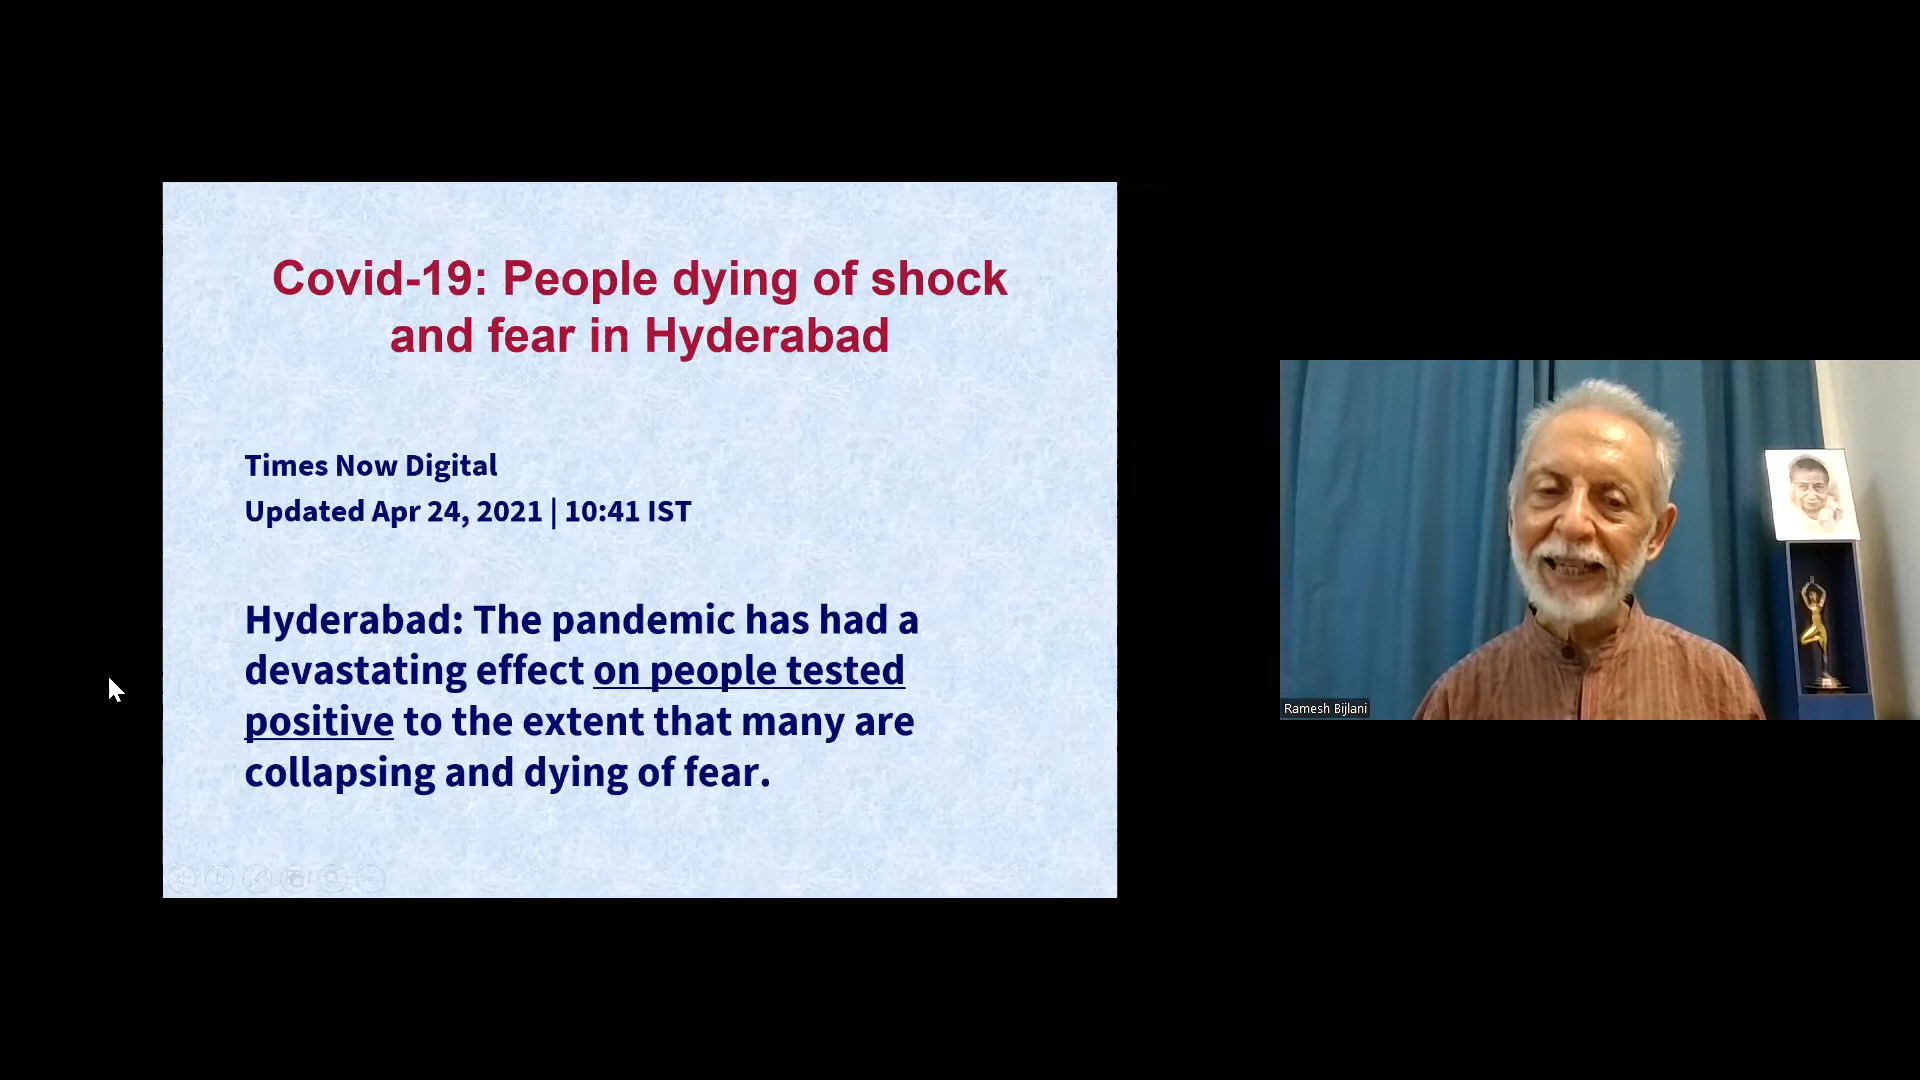 Covid-19: People dying of shock
and fear in Hyderabad
Times Now Digital
Updated Apr 24, 2021 | 10:41 IST
Hyderabad: The pandemic has had a
devastating effect on people tested
positive to the extent that many are
collapsing and dying of fear.
Ramesh Bijlani